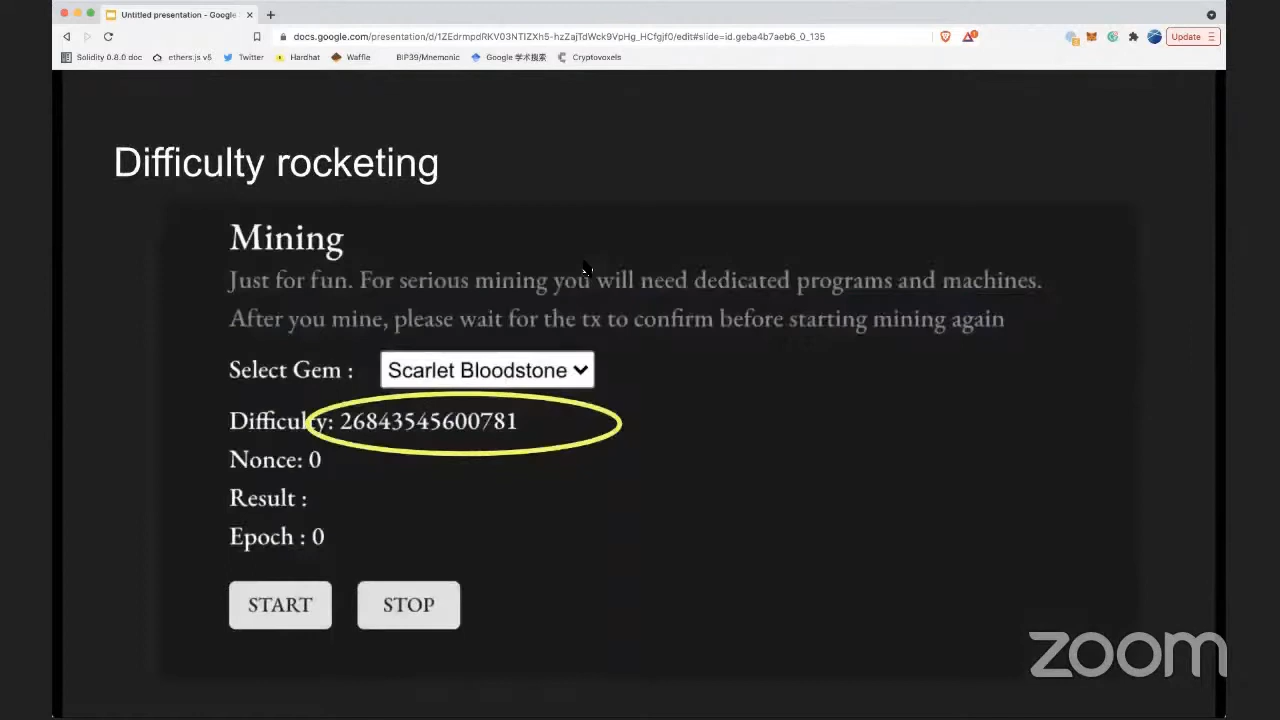 Untitled presentation - Google
docs.google.com/presentation/d/1ZEdrmpdRKV03NTlZXh5-hzZajTdWck9VpHg_HCfgjf0/edit#slide=id.geba4b7aeb6_0_135
Update
Solidity 0.8.0 doc ethers.js v5 Twitter Hardhat Waffle BIP39/Mnemonic Google 学术搜索 Cryptovoxels
Difficulty rocketing
Mining
Just for fun. For serious mining you will need dedicated programs and machines.
After you mine, please wait for the tx to confirm before starting mining again
Select Gem : Scarlet Bloodstone
Difficulty: 26843545600781
Nonce: 0
Result :
Epoch : 0
START STOP
zoom